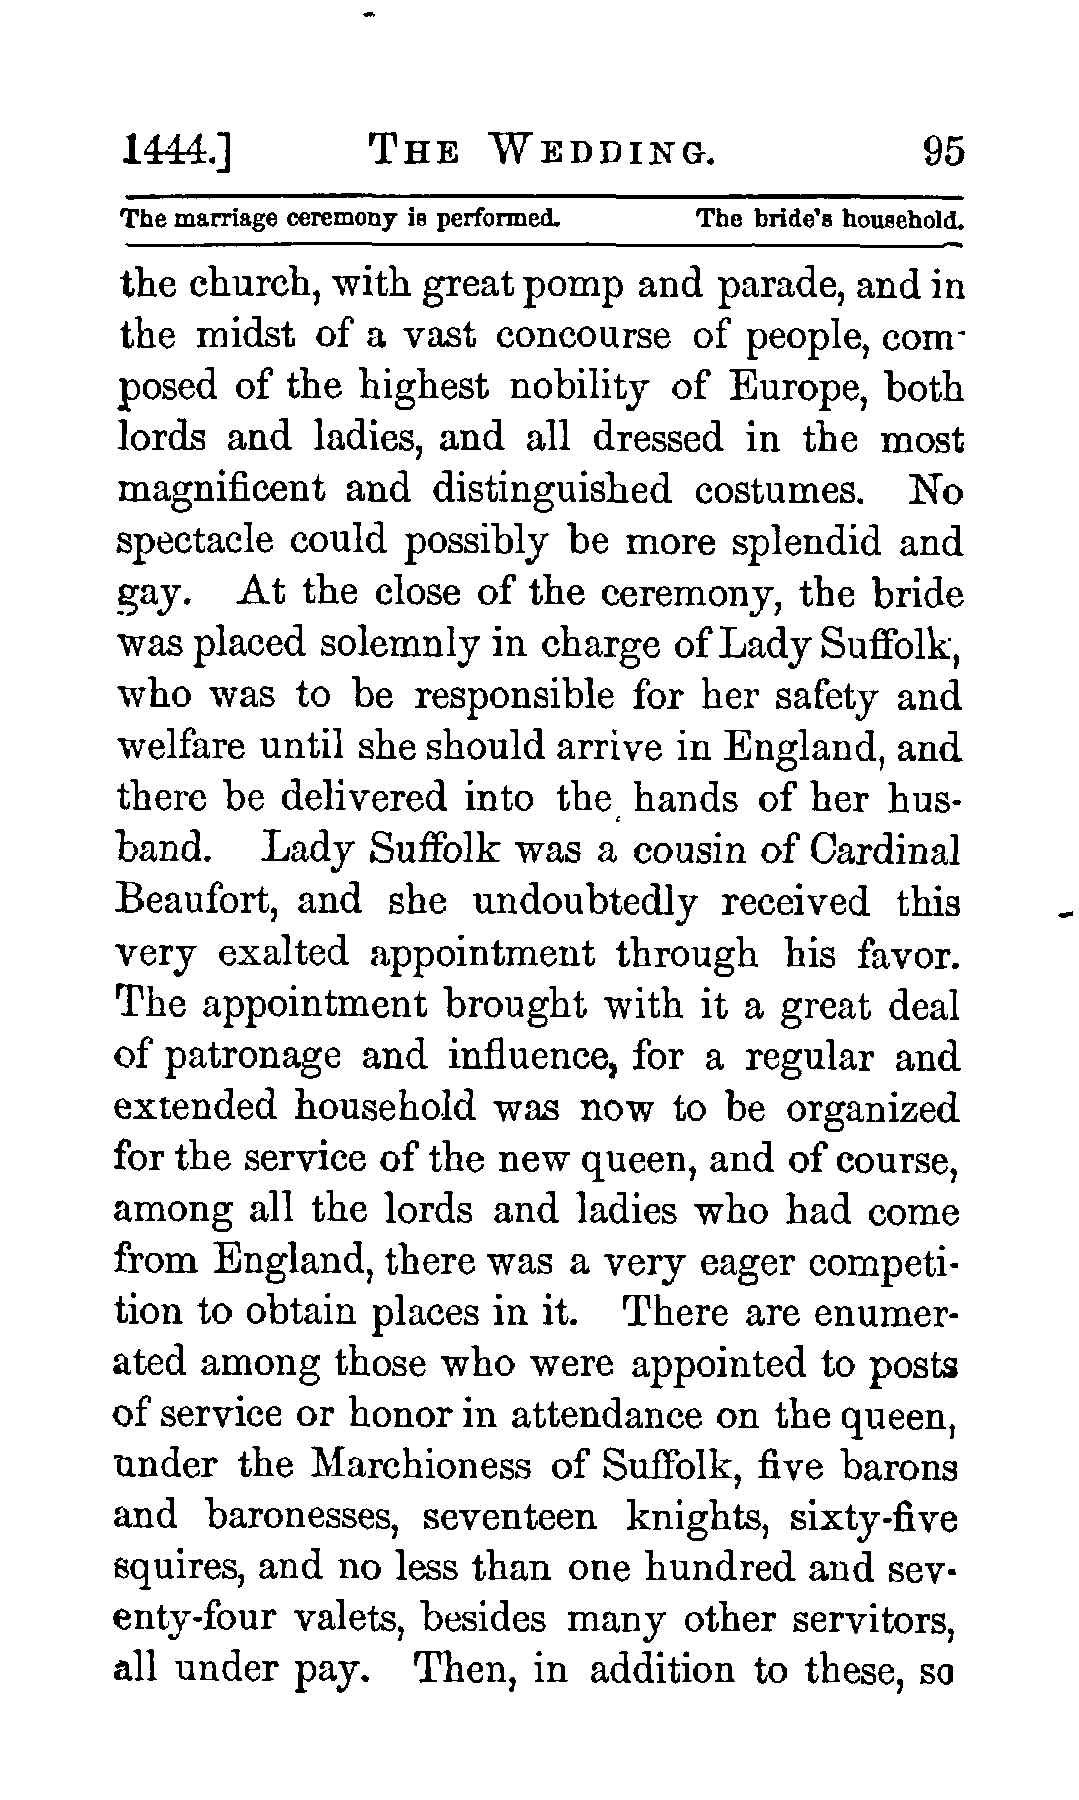 1444.] THE WEDDING. 95
The marriage ceremony is performed. The bride's household.
the church, with great pomp and parade, and in
the midst of a vast concourse of people, com-
posed of the highest nobility of Europe, both
lords and ladies, and all dressed in the most
magnificent and distinguished costumes. No
spectacle could possibly be more splendid and
gay. At the close of the ceremony, the bride
was placed solemnly in charge of Lady Suffolk,
who was to be responsible for her safety and
welfare until she should arrive in England, and
there be delivered into the hands of her hus-
band. Lady Suffolk was a cousin of Cardinal
Beaufort, and she undoubtedly received this
very exalted appointment through his favor.
The appointment brought with it a great deal
of patronage and influence, for a regular and
extended household was now to be organized
for the service of the new queen, and of course,
among all the lords and ladies who had come
from England, there was a very eager competi-
tion to obtain places in it. There are enumer-
ated among those who were appointed to posts
of service or honor in attendance on the queen,
under the Marchioness of Suffolk, five barons
and baronesses, seventeen knights, sixty-five
squires, and no less than one hundred and sev-
enty-four valets, besides many other servitors,
all under pay. Then, in addition to these, so